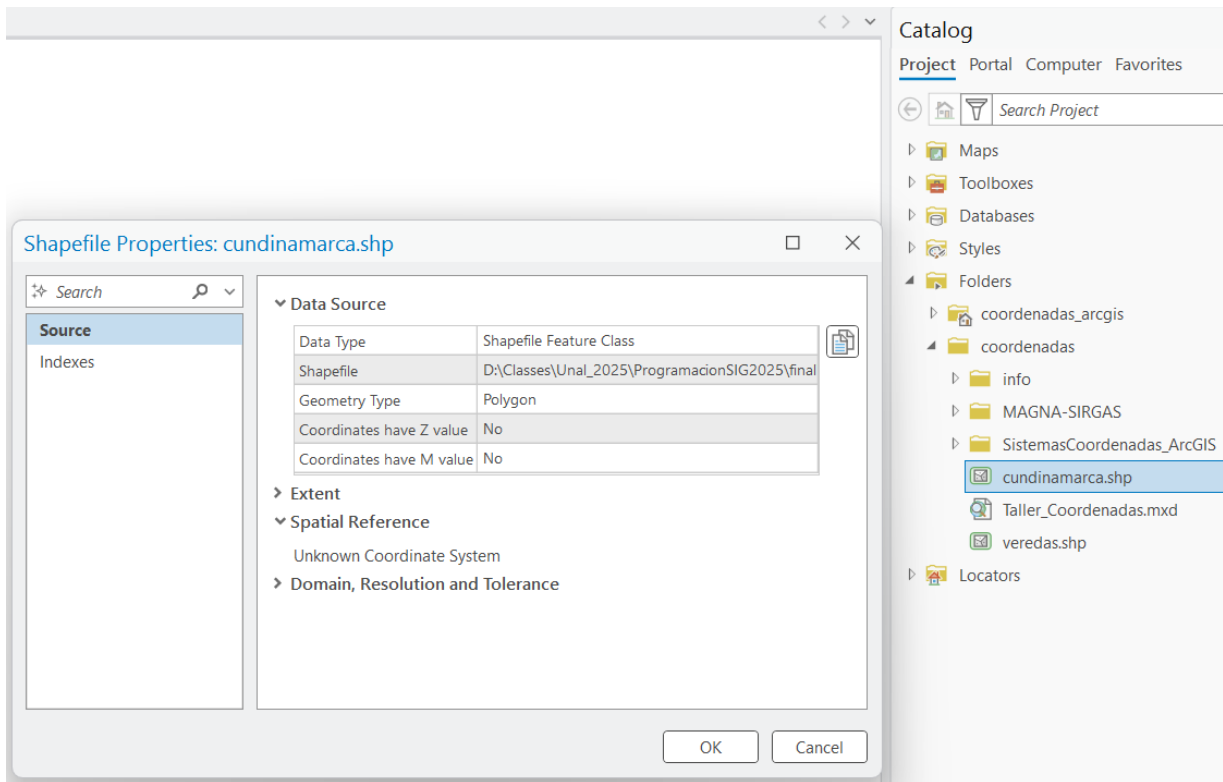 Catalog
Project Portal Computer Favorites
Search Project
Maps
Toolboxes
Databases
Styles
Folders
coordenadas_arcgis
coordenadas
info
MAGNA-SIRGAS
SistemasCoordenadas_ArcGIS
cundinamarca.shp
Taller_Coordenadas.mxd
veredas.shp
Locators
Shapefile Properties: cundinamarca.shp
Search
Source
Indexes
Data Source
Data Type Shapefile Feature Class
Shapefile D:\Classes\Unal_2025\ProgramacionSIG2025\final
Geometry Type Polygon
Coordinates have Z value No
Coordinates have M value No
Extent
Spatial Reference
Unknown Coordinate System
Domain, Resolution and Tolerance
OK Cancel